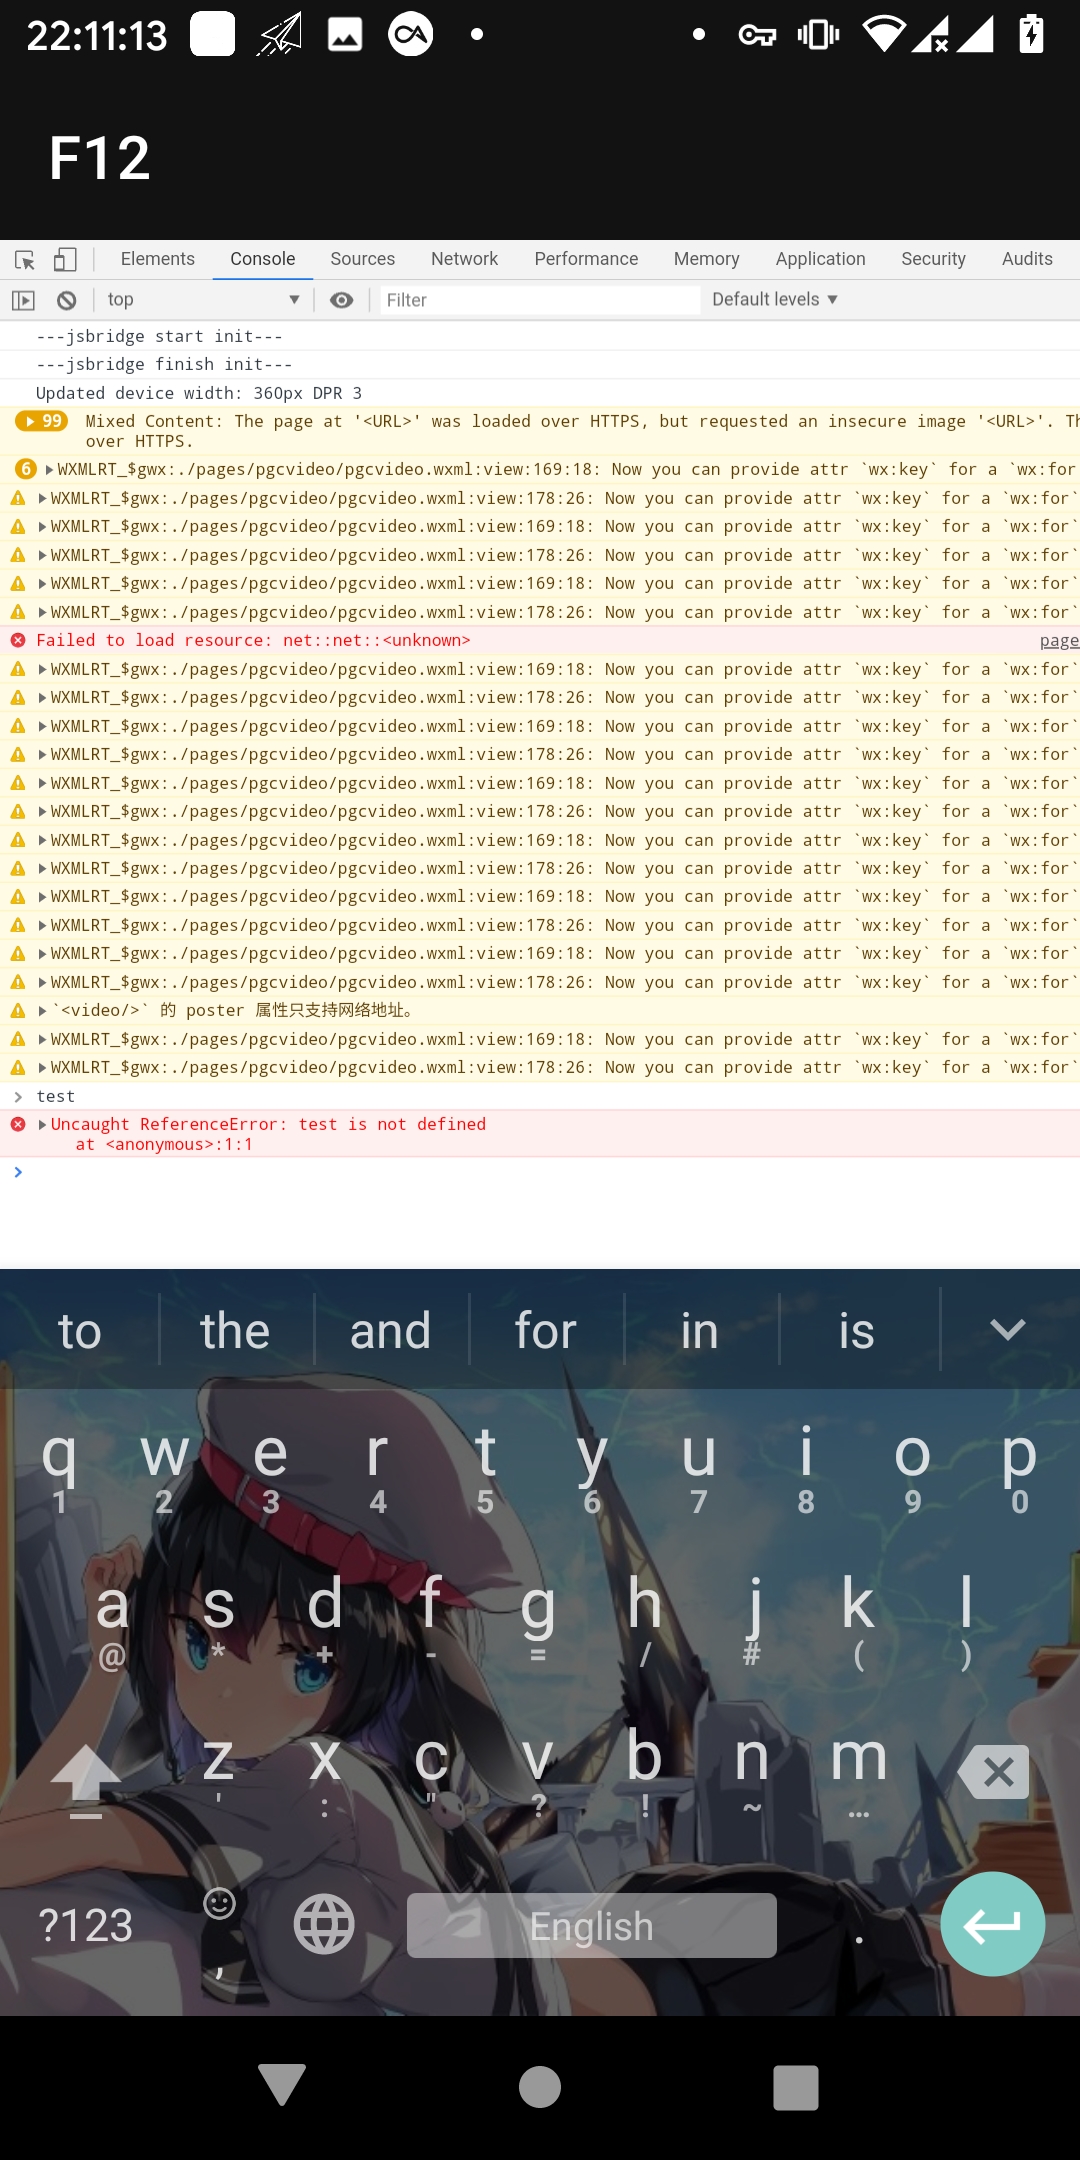 22:11:13
F12
Elements Console Sources Network Performance Memory Application Security Audits
top Filter Default levels
---jsbridge start init---
---jsbridge finish init---
Updated device width: 360px DPR 3
99 Mixed Content: The page at '<URL>' was loaded over HTTPS, but requested an insecure image '<URL>'. Th
over HTTPS.
6 WXMLRT_$gwx:./pages/pgcvideo/pgcvideo.wxml:view:169:18: Now you can provide attr `wx:key` for a `wx:for
WXMLRT_$gwx:./pages/pgcvideo/pgcvideo.wxml:view:178:26: Now you can provide attr `wx:key` for a `wx:for`
WXMLRT_$gwx:./pages/pgcvideo/pgcvideo.wxml:view:169:18: Now you can provide attr `wx:key` for a `wx:for`
WXMLRT_$gwx:./pages/pgcvideo/pgcvideo.wxml:view:178:26: Now you can provide attr `wx:key` for a `wx:for`
WXMLRT_$gwx:./pages/pgcvideo/pgcvideo.wxml:view:169:18: Now you can provide attr `wx:key` for a `wx:for`
WXMLRT_$gwx:./pages/pgcvideo/pgcvideo.wxml:view:178:26: Now you can provide attr `wx:key` for a `wx:for`
Failed to load resource: net::net::<unknown> page
WXMLRT_$gwx:./pages/pgcvideo/pgcvideo.wxml:view:169:18: Now you can provide attr `wx:key` for a `wx:for`
WXMLRT_$gwx:./pages/pgcvideo/pgcvideo.wxml:view:178:26: Now you can provide attr `wx:key` for a `wx:for`
WXMLRT_$gwx:./pages/pgcvideo/pgcvideo.wxml:view:169:18: Now you can provide attr `wx:key` for a `wx:for`
WXMLRT_$gwx:./pages/pgcvideo/pgcvideo.wxml:view:178:26: Now you can provide attr `wx:key` for a `wx:for`
WXMLRT_$gwx:./pages/pgcvideo/pgcvideo.wxml:view:169:18: Now you can provide attr `wx:key` for a `wx:for`
WXMLRT_$gwx:./pages/pgcvideo/pgcvideo.wxml:view:178:26: Now you can provide attr `wx:key` for a `wx:for`
WXMLRT_$gwx:./pages/pgcvideo/pgcvideo.wxml:view:169:18: Now you can provide attr `wx:key` for a `wx:for`
WXMLRT_$gwx:./pages/pgcvideo/pgcvideo.wxml:view:178:26: Now you can provide attr `wx:key` for a `wx:for`
WXMLRT_$gwx:./pages/pgcvideo/pgcvideo.wxml:view:169:18: Now you can provide attr `wx:key` for a `wx:for`
WXMLRT_$gwx:./pages/pgcvideo/pgcvideo.wxml:view:178:26: Now you can provide attr `wx:key` for a `wx:for`
WXMLRT_$gwx:./pages/pgcvideo/pgcvideo.wxml:view:169:18: Now you can provide attr `wx:key` for a `wx:for`
WXMLRT_$gwx:./pages/pgcvideo/pgcvideo.wxml:view:178:26: Now you can provide attr `wx:key` for a `wx:for`
`<video/>` 的 poster 属性只支持网络地址。
WXMLRT_$gwx:./pages/pgcvideo/pgcvideo.wxml:view:169:18: Now you can provide attr `wx:key` for a `wx:for`
WXMLRT_$gwx:./pages/pgcvideo/pgcvideo.wxml:view:178:26: Now you can provide attr `wx:key` for a `wx:for`
> test
Uncaught ReferenceError: test is not defined
at <anonymous>:1:1
>
to the and for in is
q w e r t y u i o p
1 2 3 4 5 6 7 8 9 0
a s d f g h j k l
@ * + - = / # ( )
z x c v b n m
' : " ? ! ~ …
?123 , English .